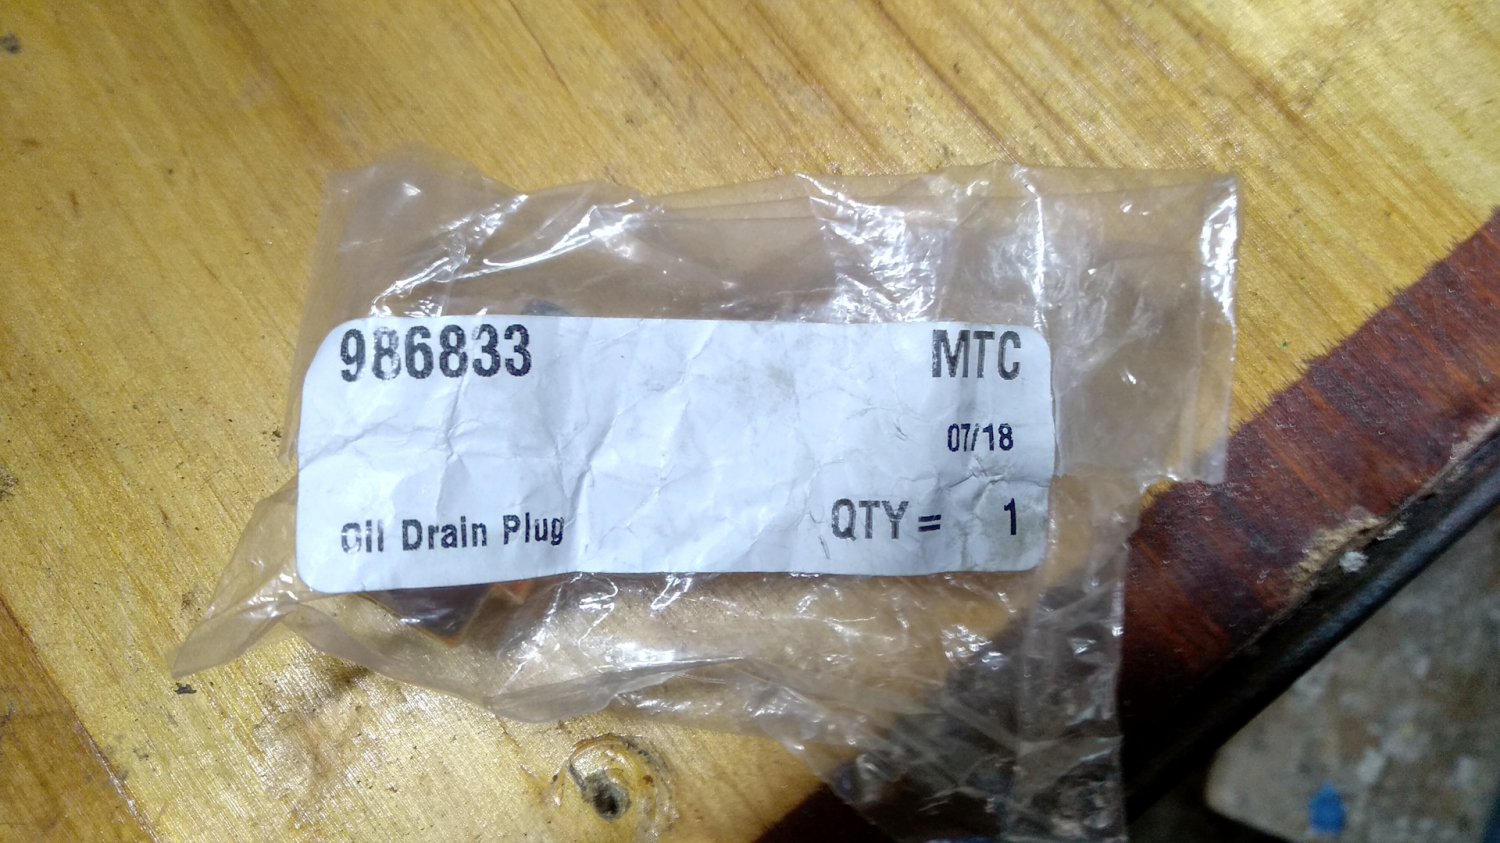 986833 MTC
07/18
Oil Drain Plug QTY = 1